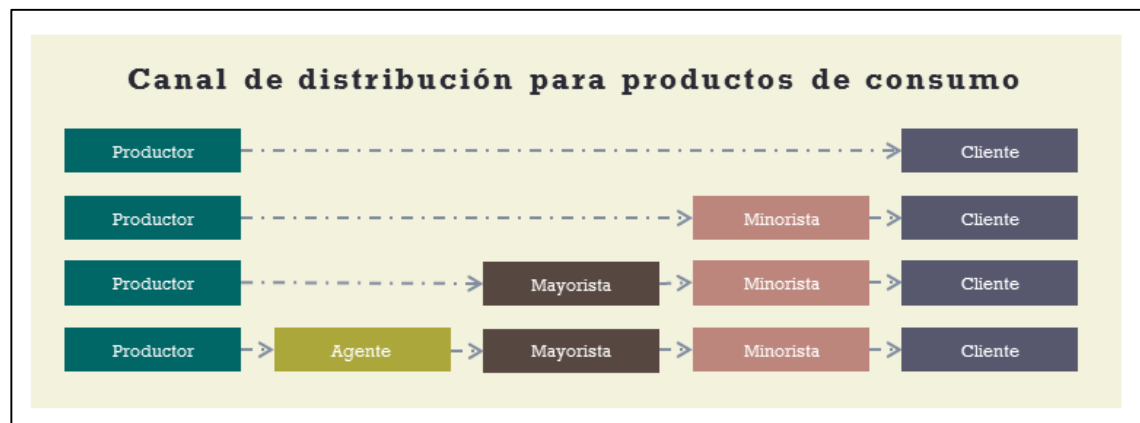 Canal de distribución para productos de consumo
Productor Cliente
Productor Minorista Cliente
Productor Mayorista Minorista Cliente
Productor Agente Mayorista Minorista Cliente